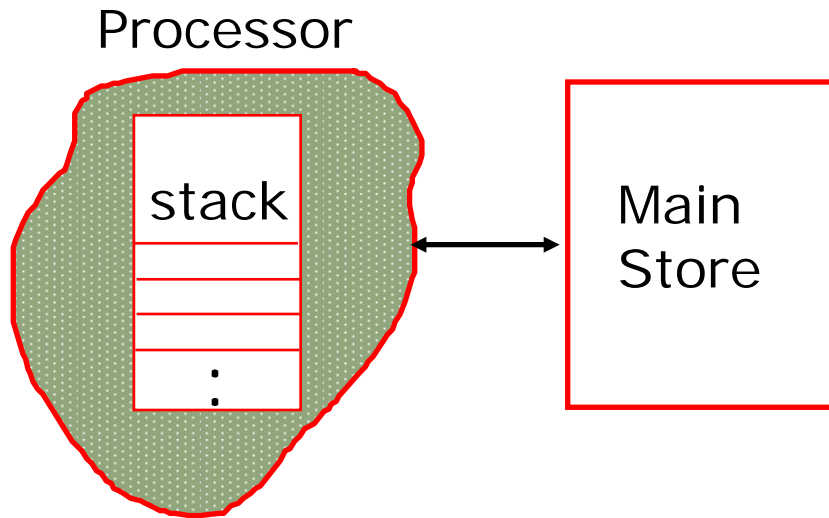 Processor
stack
:
:
Main
Store